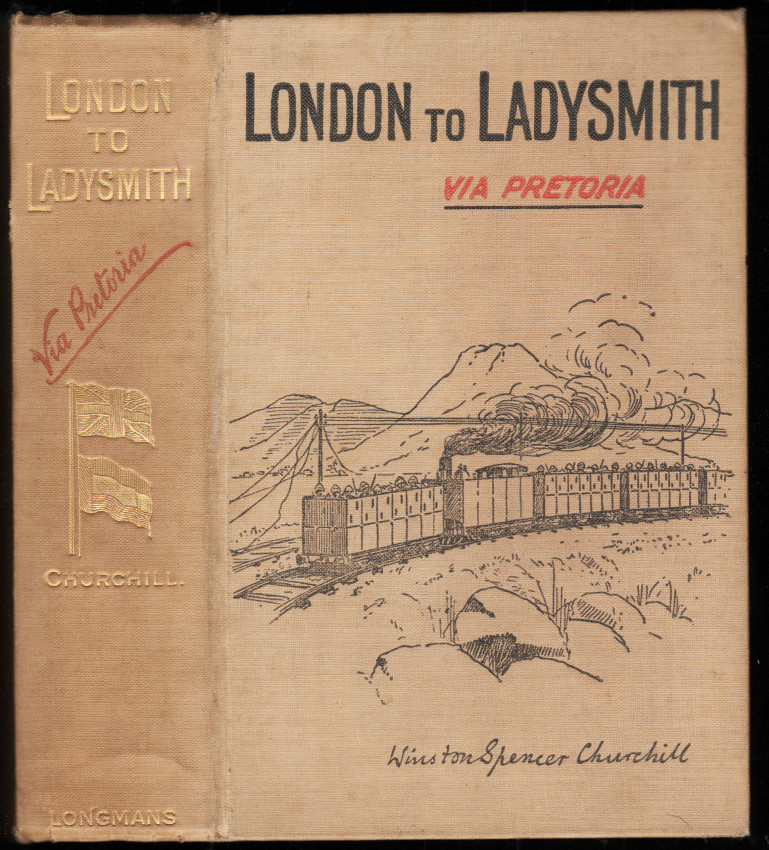 LONDON
TO
LADYSMITH
Via Pretoria
CHURCHILL.
LONGMANS
LONDON TO LADYSMITH
VIA PRETORIA
Winston Spencer Churchill